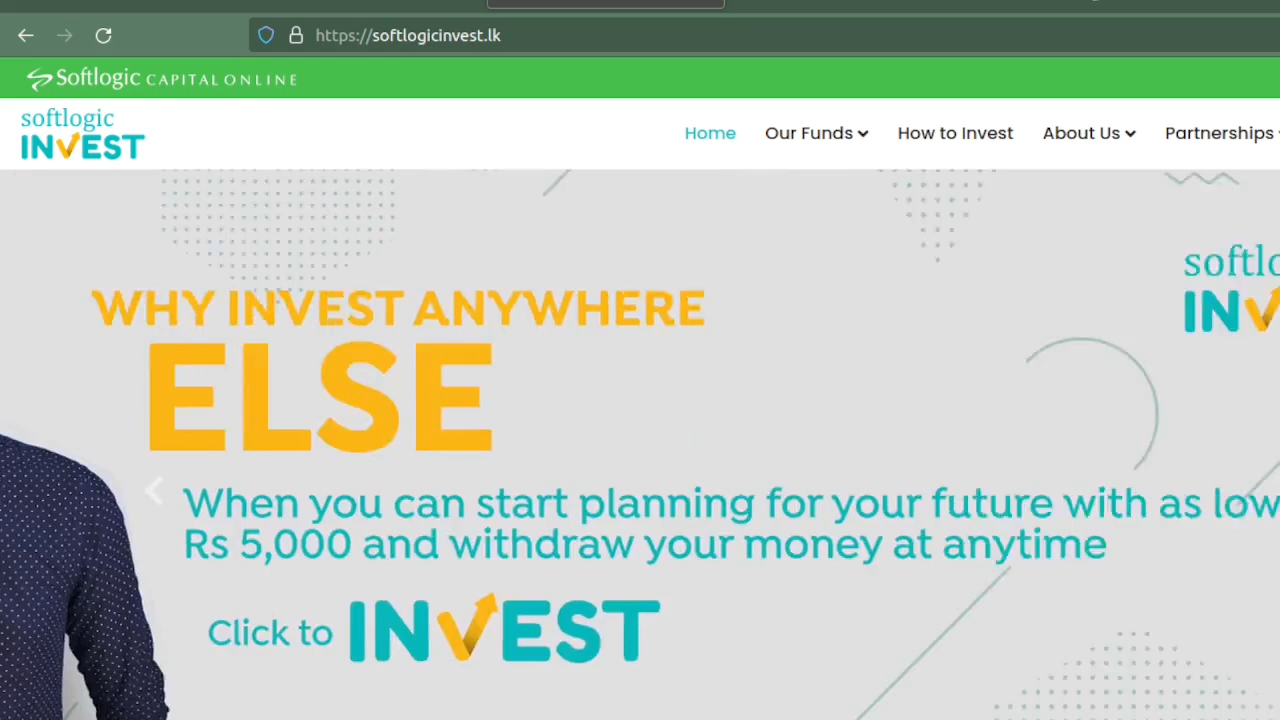 https://softlogicinvest.lk
Softlogic CAPITAL ONLINE
softlogic
INVEST
Home Our Funds How to Invest About Us Partnerships
softlo
INV
WHY INVEST ANYWHERE
ELSE
When you can start planning for your future with as low
Rs 5,000 and withdraw your money at anytime
Click to INVEST